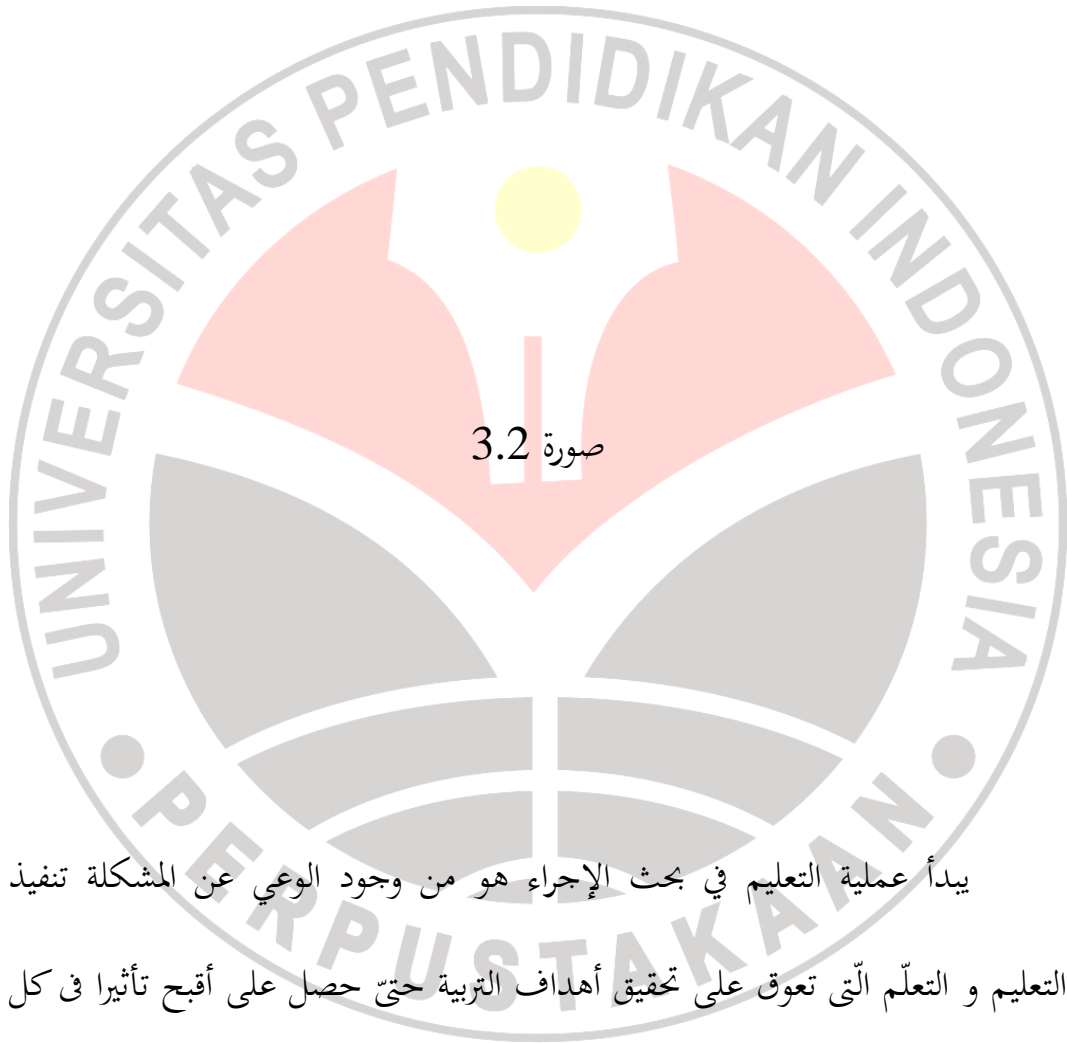 UNIVERSITAS PENDIDIKAN INDONESIA
صورة 3.2
يبدأ عملية التعليم في بحث الإجراء هو من وجود الوعي عن المشكلة تنفيذ
التعليم و التعلّم الّتى تعوق على تحقيق أهداف التربية حتىّ حصل على أقبح تأثيرا فى كل
PERPUSTAKAAN